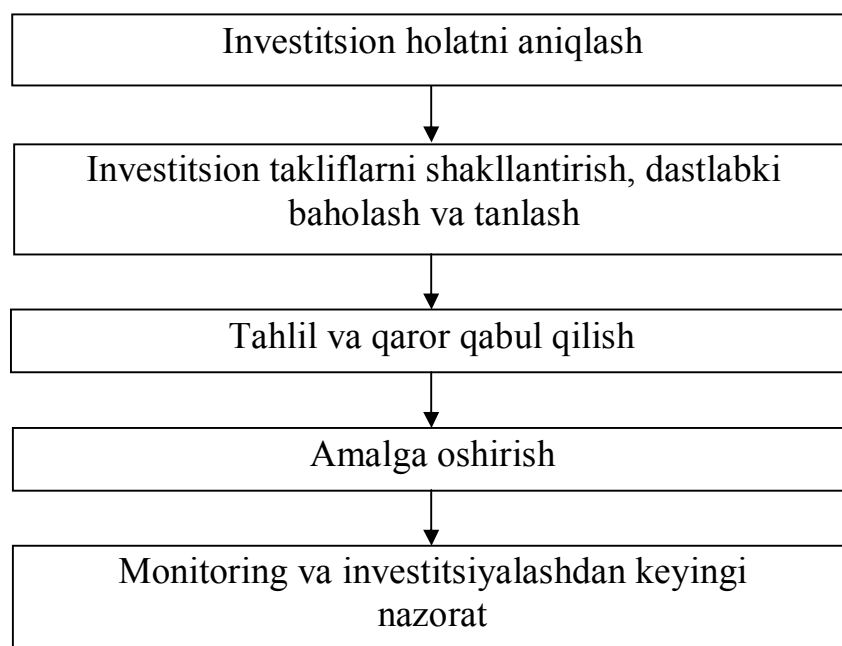 Investitsion holatni aniqlash
Investitsion takliflarni shakllantirish, dastlabki
baholash va tanlash
Tahlil va qaror qabul qilish
Amalga oshirish
Monitoring va investitsiyalashdan keyingi
nazorat